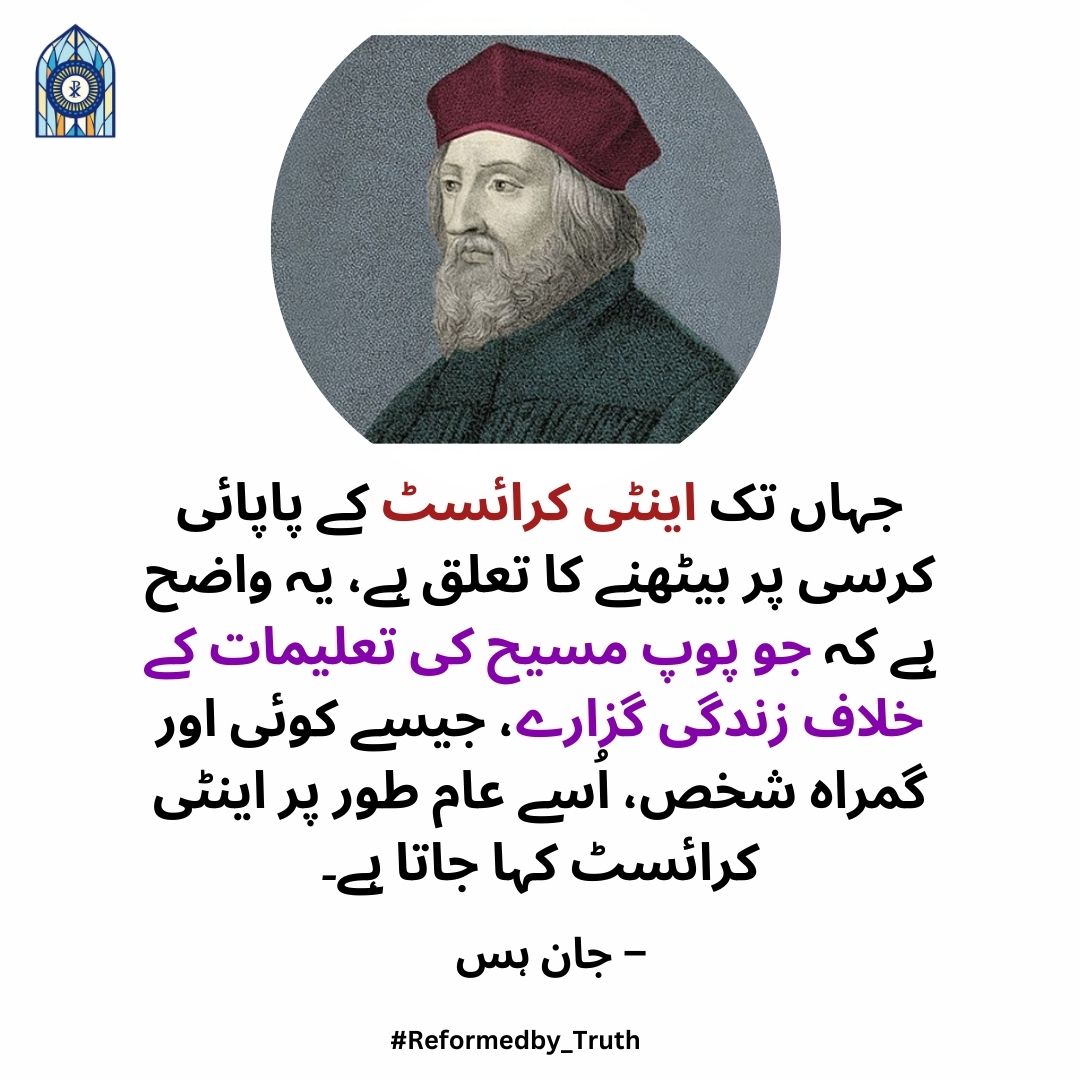 جہاں تک اینٹی کرائسٹ کے پاپائی
کرسی پر بیٹھنے کا تعلق ہے، یہ واضح
ہے کہ جو پوپ مسیح کی تعلیمات کے
خلاف زندگی گزارے، جیسے کوئی اور
گمراہ شخص، اُسے عام طور پر اینٹی
کرائسٹ کہا جاتا ہے۔
– جان ہس
#Reformedby_Truth